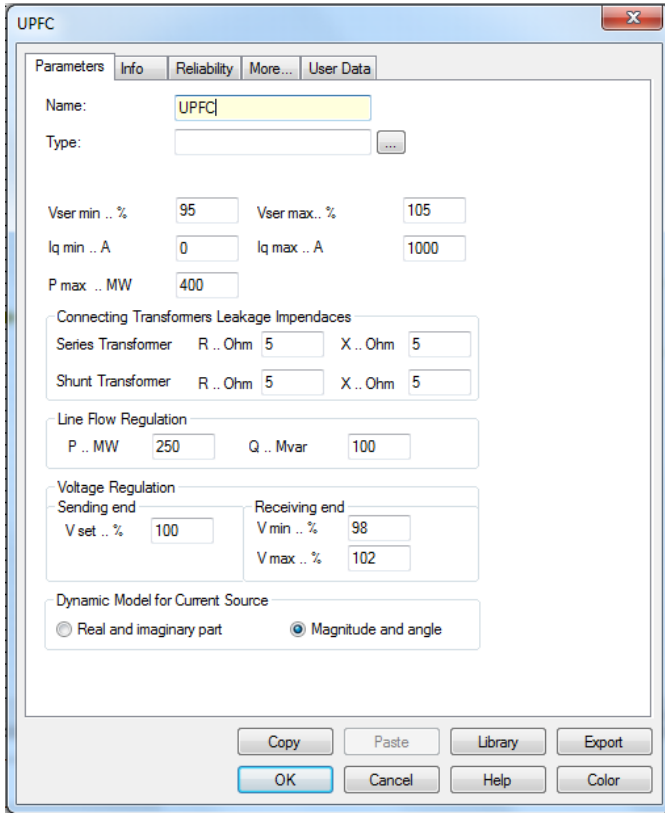 UPFC
x
Parameters Info Reliability More... User Data
Name: UPFC
Type: ...
Vser min .. % 95 Vser max.. % 105
Iq min .. A 0 Iq max .. A 1000
P max .. MW 400
Connecting Transformers Leakage Impendaces
Series Transformer R .. Ohm 5 X .. Ohm 5
Shunt Transformer R .. Ohm 5 X .. Ohm 5
Line Flow Regulation
P .. MW 250 Q .. Mvar 100
Voltage Regulation
Sending end Receiving end
V set .. % 100 V min .. % 98
V max .. % 102
Dynamic Model for Current Source
Real and imaginary part Magnitude and angle
Copy Paste Library Export
OK Cancel Help Color